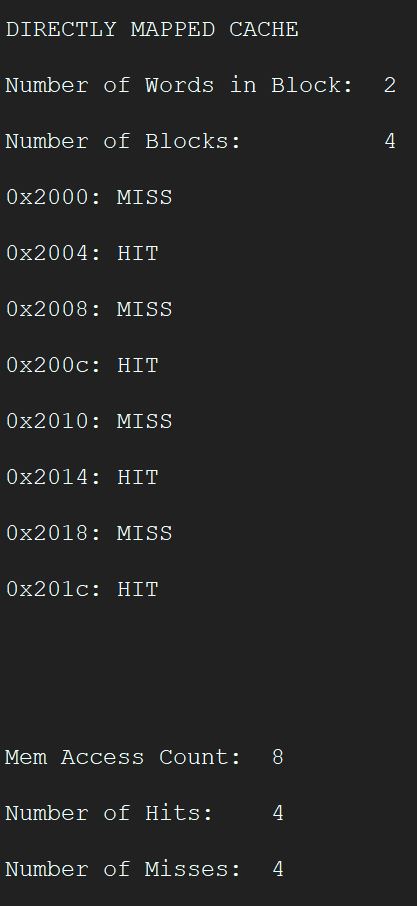 DIRECTLY MAPPED CACHE
Number of Words in Block:  2
Number of Blocks:          4
0x2000: MISS
0x2004: HIT
0x2008: MISS
0x200c: HIT
0x2010: MISS
0x2014: HIT
0x2018: MISS
0x201c: HIT
Mem Access Count:  8
Number of Hits:    4
Number of Misses:  4